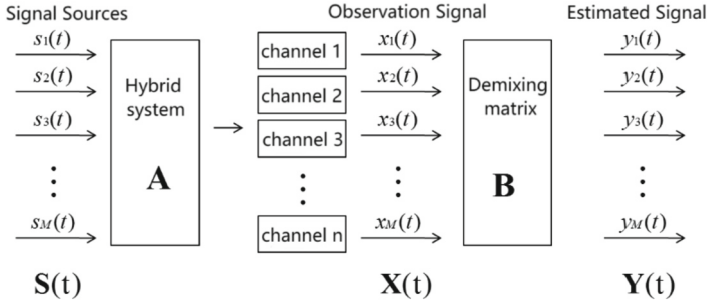 Signal Sources Observation Signal Estimated Signal
s1(t) channel 1 x1(t) y1(t)
s2(t) Hybrid system channel 2 x2(t) Demixing matrix y2(t)
s3(t) channel 3 x3(t) y3(t)
A B
sM(t) channel n xM(t) yM(t)
S(t) X(t) Y(t)